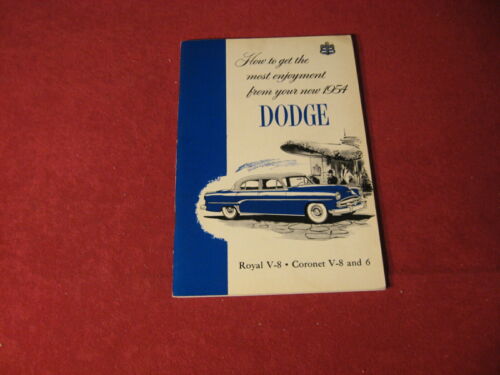 How to get the
most enjoyment
from your new 1954
DODGE
Royal V-8 • Coronet V-8 and 6